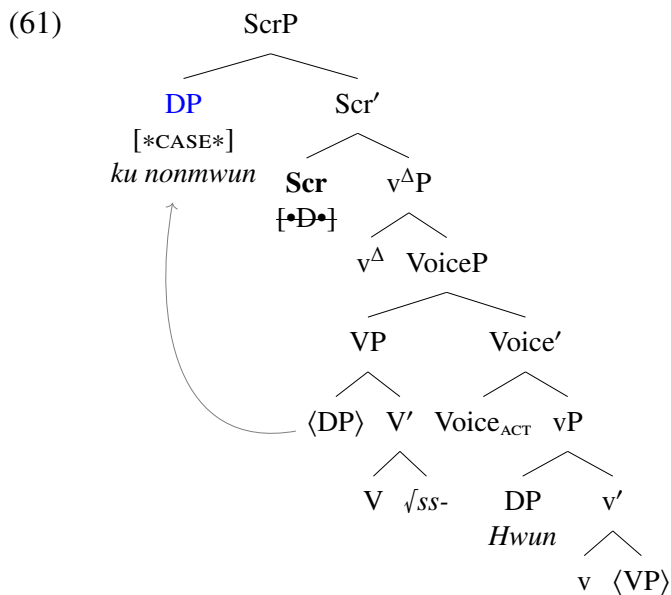 (61) ScrP
DP Scr′
[∗CASE∗]
ku nonmwun
Scr v^ΔP
[•D•]
v^Δ VoiceP
VP Voice′
⟨DP⟩ V′ Voice_ACT vP
V √ss- DP v′
Hwun
v ⟨VP⟩